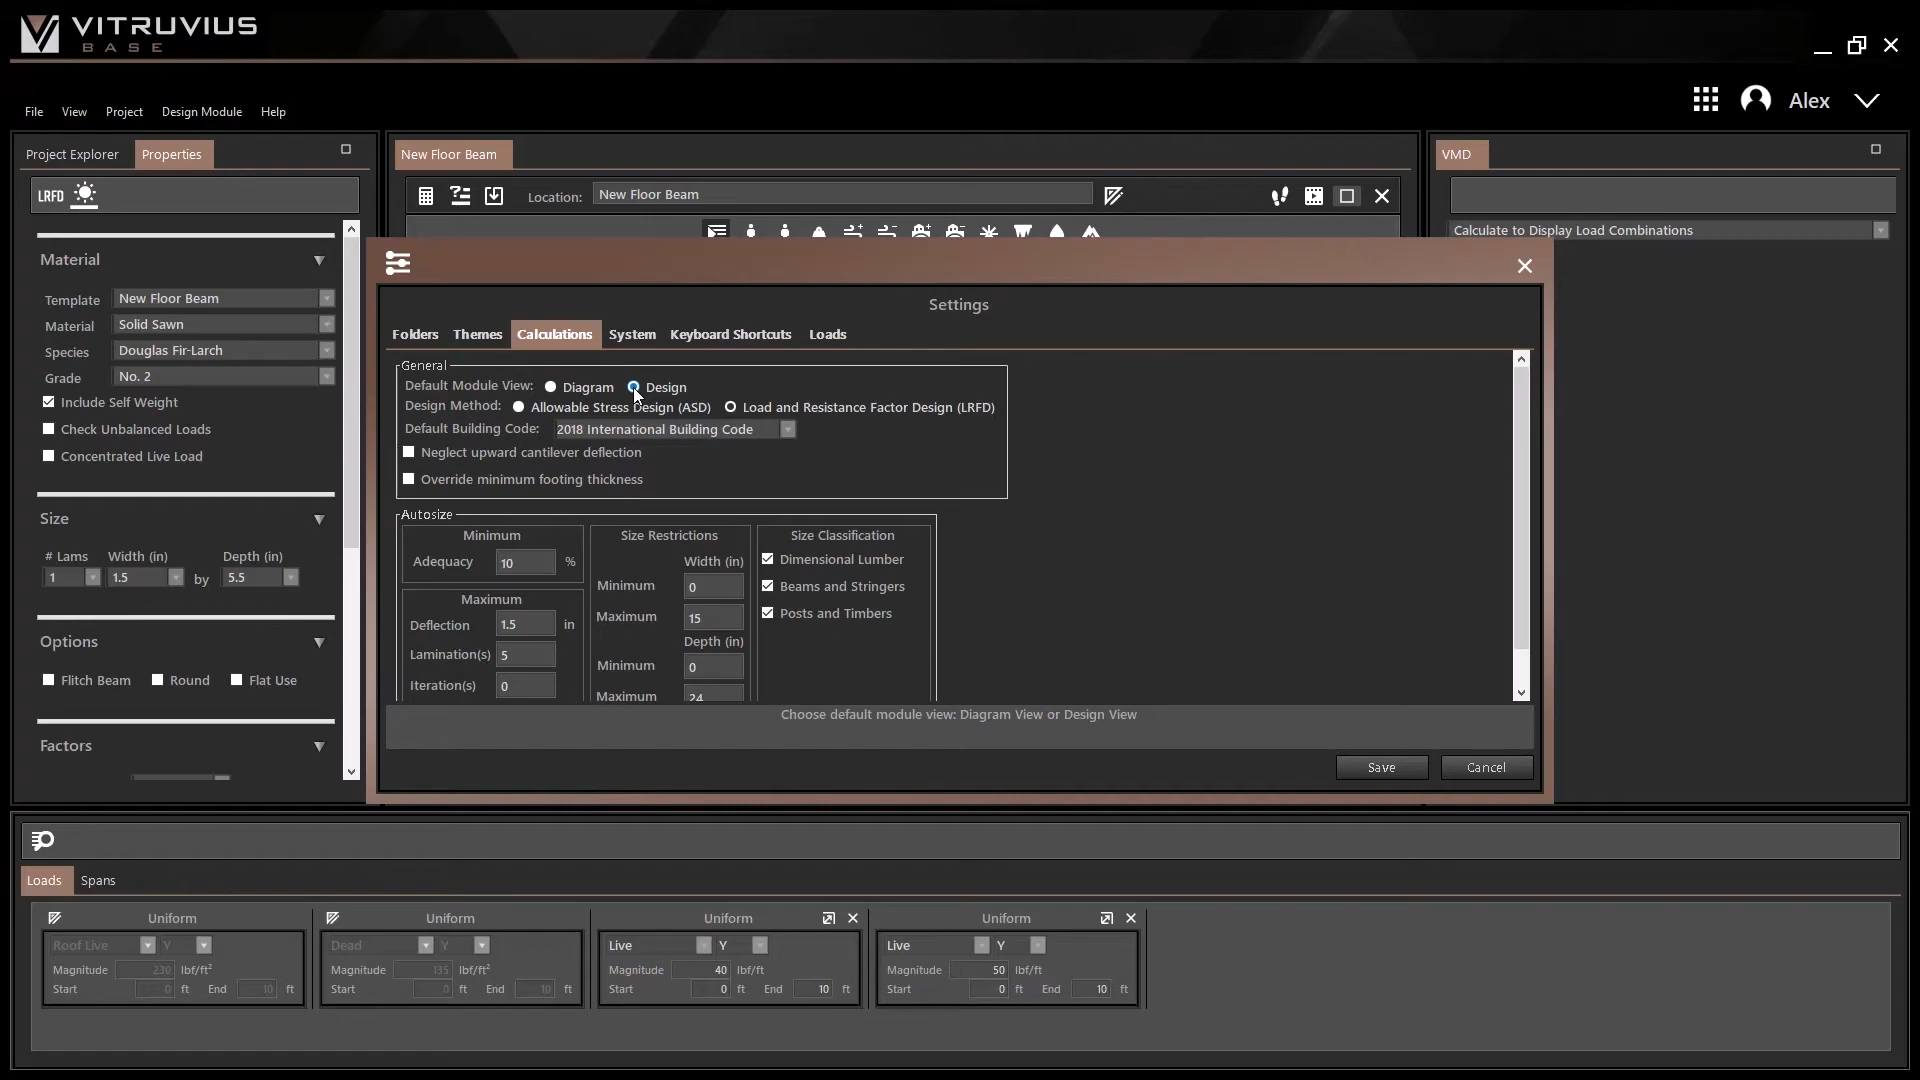 VITRUVIUS
BASE
Alex
File View Project Design Module Help
Project Explorer Properties
New Floor Beam
VMD
LRFD
Location: New Floor Beam
Calculate to Display Load Combinations
Material
Template New Floor Beam
Material Solid Sawn
Species Douglas Fir-Larch
Grade No. 2
Include Self Weight
Check Unbalanced Loads
Concentrated Live Load
Size
# Lams Width (in) Depth (in)
1 1.5 by 5.5
Options
Flitch Beam Round Flat Use
Factors
Settings
Folders Themes Calculations System Keyboard Shortcuts Loads
General
Default Module View: Diagram Design
Design Method: Allowable Stress Design (ASD) Load and Resistance Factor Design (LRFD)
Default Building Code: 2018 International Building Code
Neglect upward cantilever deflection
Override minimum footing thickness
Autosize
Minimum
Adequacy 10 %
Maximum
Deflection 1.5 in
Lamination(s) 5
Iteration(s) 0
Size Restrictions
Width (in)
Minimum 0
Maximum 15
Depth (in)
Minimum 0
Maximum 24
Size Classification
Dimensional Lumber
Beams and Stringers
Posts and Timbers
Choose default module view: Diagram View or Design View
Save Cancel
Loads Spans
Uniform
Roof Live Y
Magnitude 230 lbf/ft²
Start 0 ft End 10 ft
Uniform
Dead Y
Magnitude 135 lbf/ft²
Start 0 ft End 10 ft
Uniform
Live Y
Magnitude 40 lbf/ft
Start 0 ft End 10 ft
Uniform
Live Y
Magnitude 50 lbf/ft
Start 0 ft End 10 ft